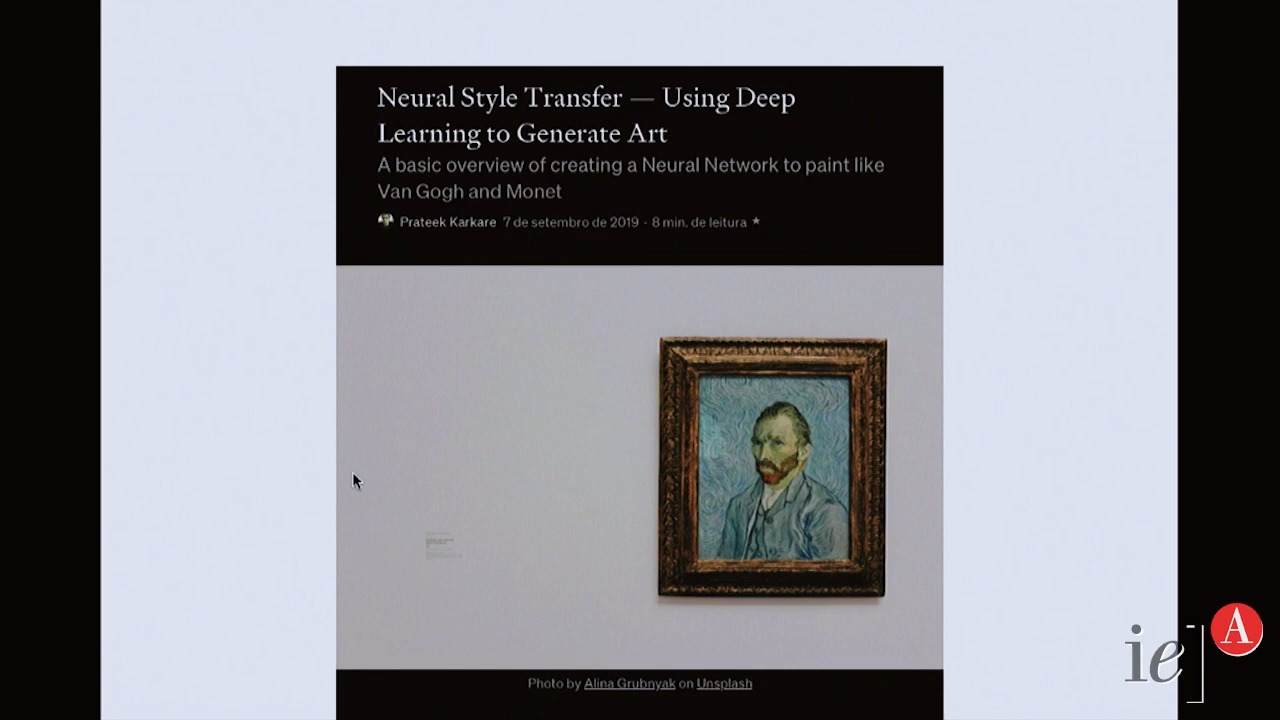 Neural Style Transfer — Using Deep
Learning to Generate Art
A basic overview of creating a Neural Network to paint like
Van Gogh and Monet
Prateek Karkare 7 de setembro de 2019 · 8 min. de leitura ★
Photo by Alina Grubnyak on Unsplash
ie] A